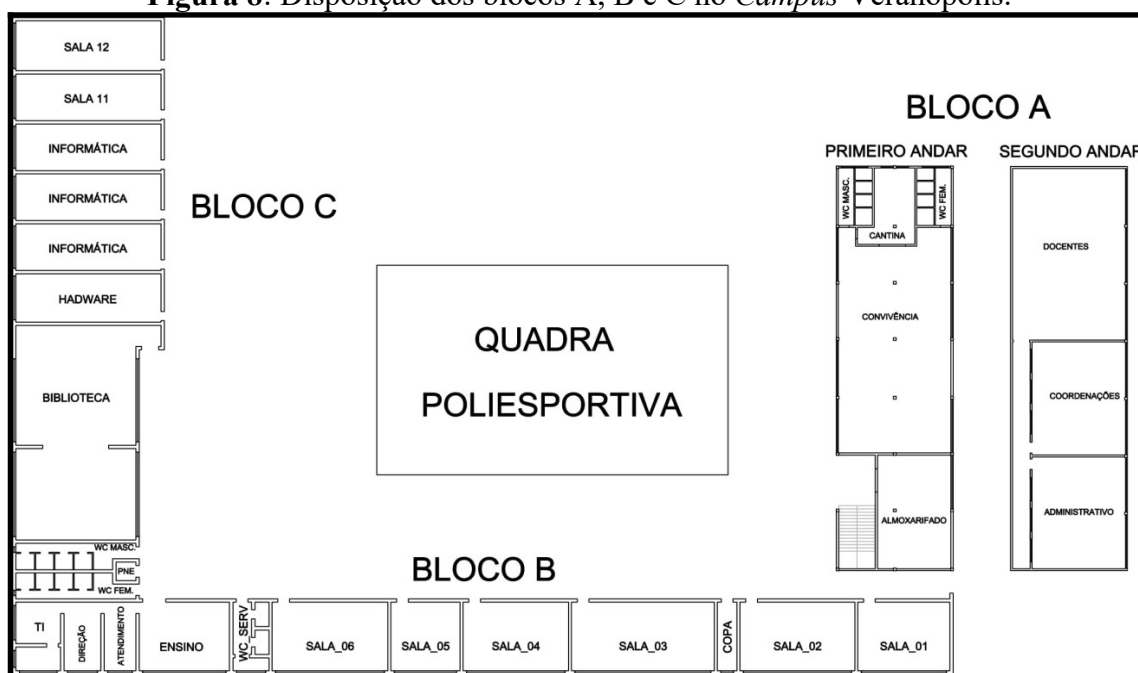 Figura 8: Disposição dos blocos A, B e C no Campus Veranópolis.
SALA 12
SALA 11
INFORMÁTICA
INFORMÁTICA
INFORMÁTICA
HADWARE
BIBLIOTECA
WC MASC.
PNE
WC FEM.
BLOCO C
QUADRA
POLIESPORTIVA
BLOCO A
PRIMEIRO ANDAR
SEGUNDO ANDAR
WC MASC.
WC FEM.
CANTINA
CONVIVÊNCIA
ALMOXARIFADO
DOCENTES
COORDENAÇÕES
ADMINISTRATIVO
BLOCO B
TI
DIREÇÃO
ATENDIMENTO
ENSINO
WC_SERV
SALA_06
SALA_05
SALA_04
SALA_03
COPA
SALA_02
SALA_01